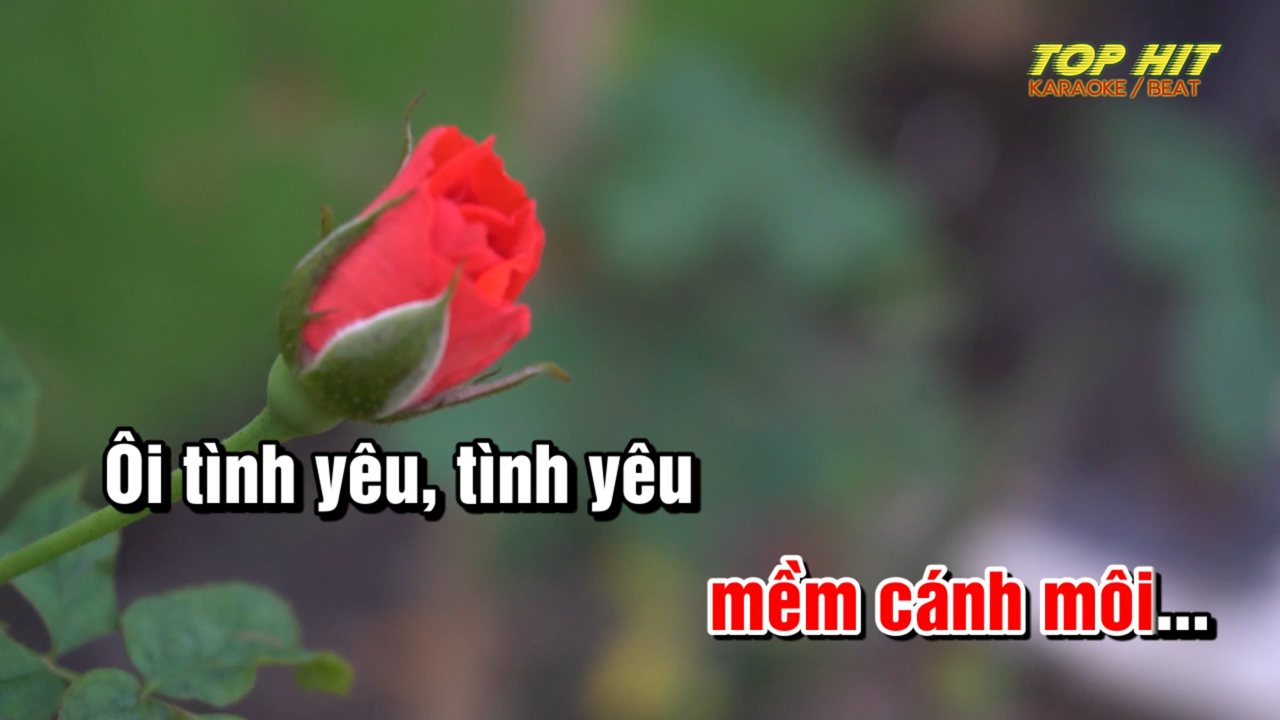 TOP HIT
KARAOKE / BEAT
Ôi tình yêu, tình yêu
mềm cánh môi...